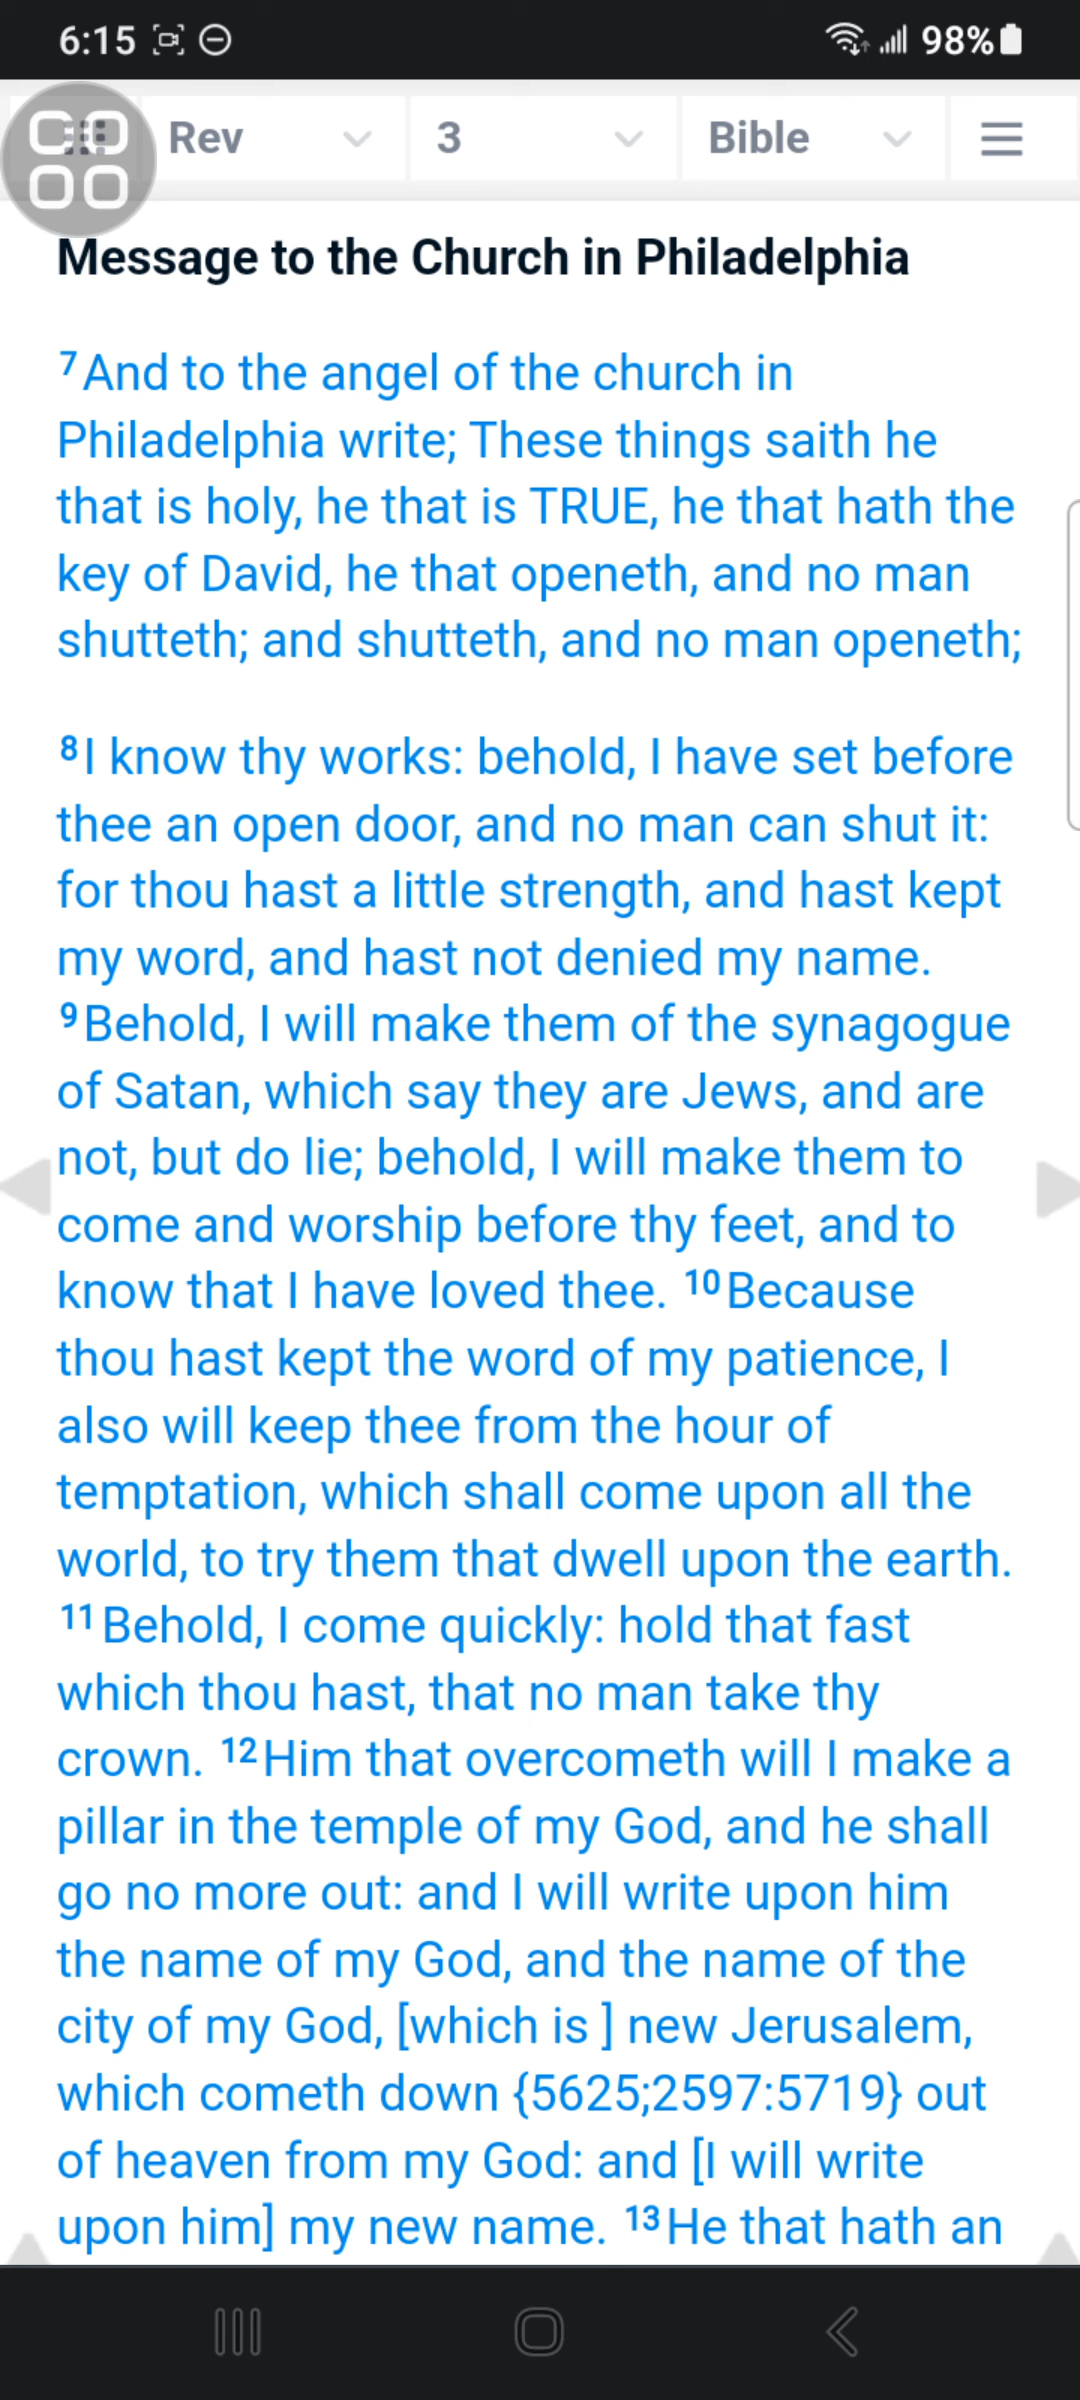 6:15 98%
Rev 3 Bible
Message to the Church in Philadelphia
7 And to the angel of the church in
Philadelphia write; These things saith he
that is holy, he that is TRUE, he that hath the
key of David, he that openeth, and no man
shutteth; and shutteth, and no man openeth;
8 I know thy works: behold, I have set before
thee an open door, and no man can shut it:
for thou hast a little strength, and hast kept
my word, and hast not denied my name.
9 Behold, I will make them of the synagogue
of Satan, which say they are Jews, and are
not, but do lie; behold, I will make them to
come and worship before thy feet, and to
know that I have loved thee. 10 Because
thou hast kept the word of my patience, I
also will keep thee from the hour of
temptation, which shall come upon all the
world, to try them that dwell upon the earth.
11 Behold, I come quickly: hold that fast
which thou hast, that no man take thy
crown. 12 Him that overcometh will I make a
pillar in the temple of my God, and he shall
go no more out: and I will write upon him
the name of my God, and the name of the
city of my God, [which is ] new Jerusalem,
which cometh down {5625;2597:5719} out
of heaven from my God: and [I will write
upon him] my new name. 13 He that hath an